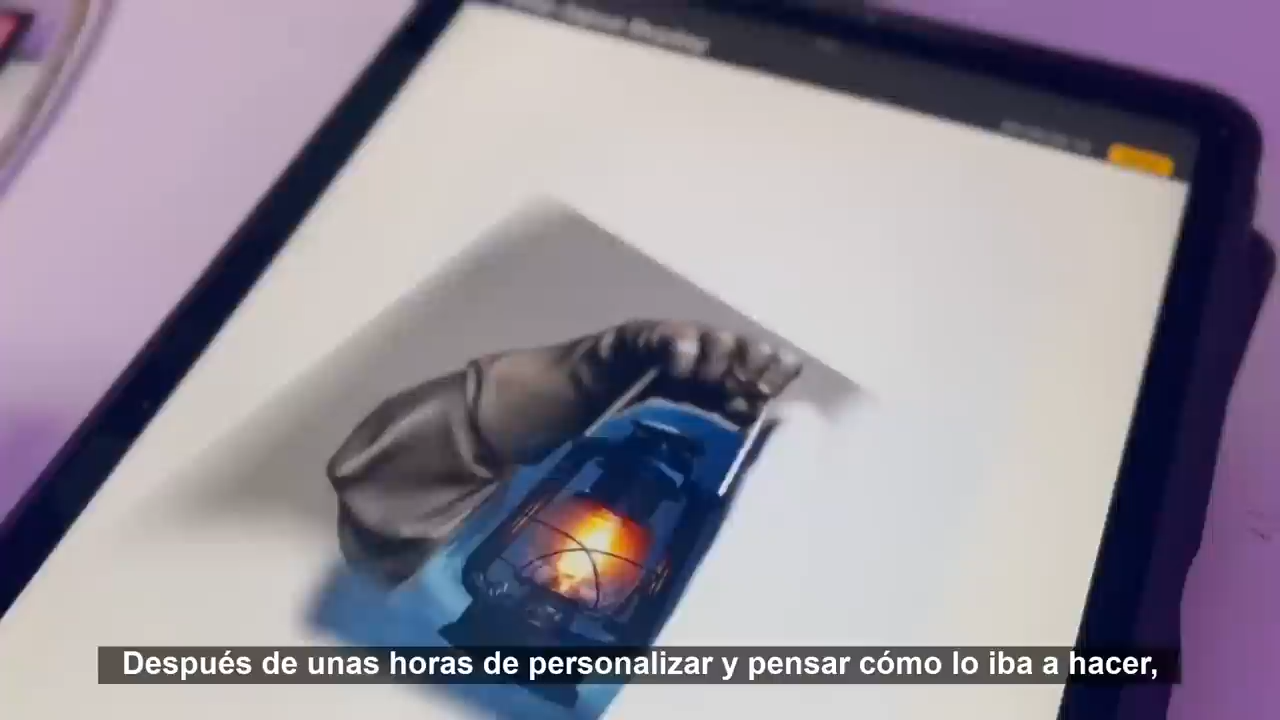 Después de unas horas de personalizar y pensar cómo lo iba a hacer,